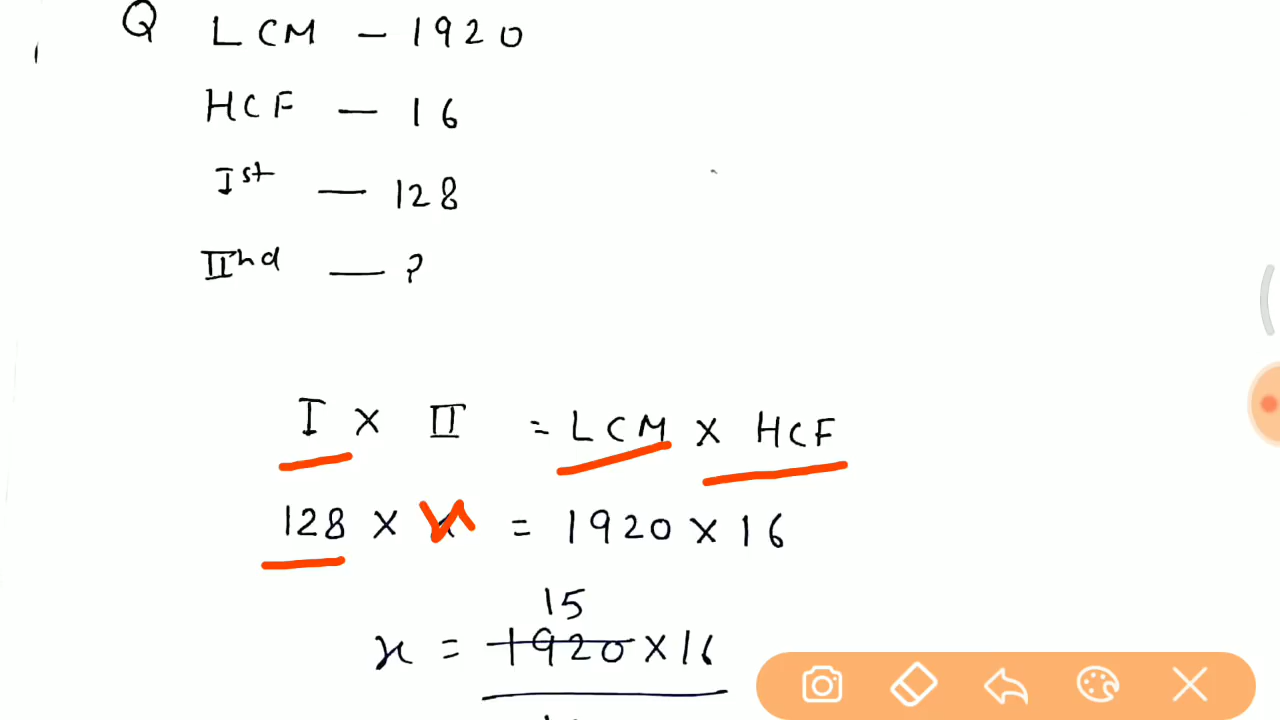 Q LCM - 1920
HCF - 16
Ist - 128
IInd - ?
I x II = LCM x HCF
128 x x = 1920 x 16
15
x = 1920 x 16